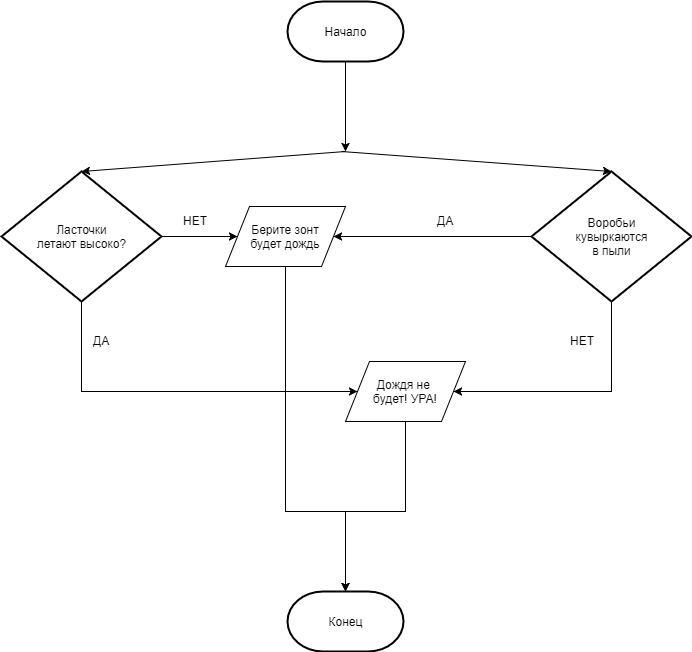 Начало
Ласточки
летают высоко?
НЕТ
Берите зонт
будет дождь
ДА
Воробьи
кувыркаются
в пыли
ДА
НЕТ
Дождя не
будет! УРА!
Конец